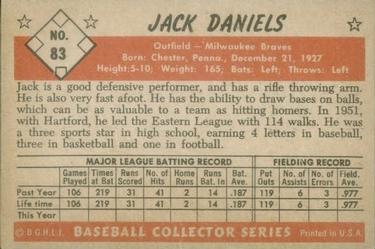 NO.
83
JACK DANIELS
Outfield—Milwaukee Braves
Born: Chester, Penna., December 21, 1927
Height:5-10; Weight: 165; Bats: Left; Throws: Left
Jack is a good defensive performer, and has a rifle throwing arm.
He is also very fast afoot. He has the ability to draw bases on balls,
which can be as valuable to a team as hitting homers. In 1951,
with Hartford, he led the Eastern League with 114 walks. He
was a three sports star in high school, earning 4 letters in baseball,
three in basketball and one in football.
MAJOR LEAGUE BATTING RECORD FIELDING RECORD
Games Played Times at Bat Runs Scored No. of Hits Home Runs Runs Bat. In Bat. Ave. Put Outs No. of Assists No. of Errors Field. Avg.
Past Year 106 219 31 41 2 14 .187 119 6 3 .977
Life time 106 219 31 41 2 14 .187 119 6 3 .977
This Year
© B.G.H.L.I. BASEBALL COLLECTOR SERIES Printed in U.S.A.